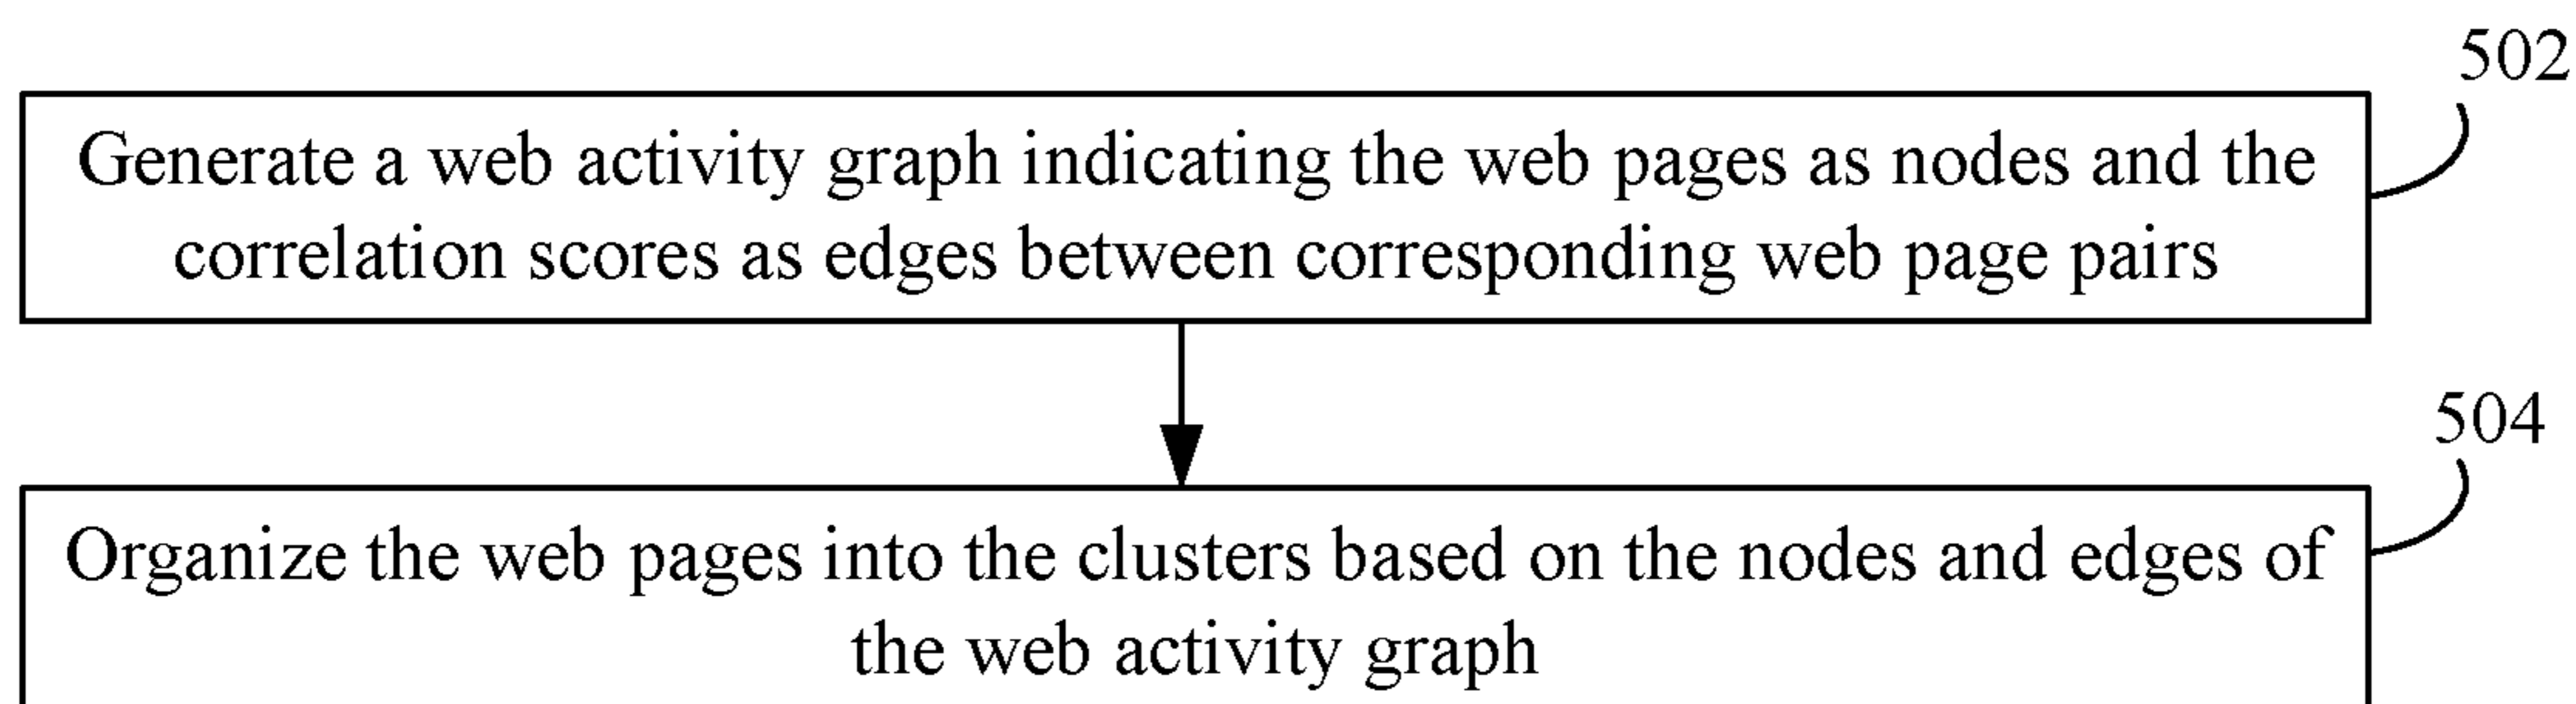 502
Generate a web activity graph indicating the web pages as nodes and the
correlation scores as edges between corresponding web page pairs
504
Organize the web pages into the clusters based on the nodes and edges of
the web activity graph